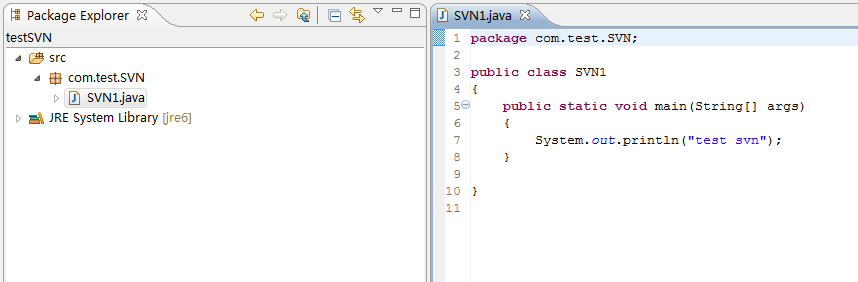 Package Explorer
testSVN
src
com.test.SVN
SVN1.java
JRE System Library [jre6]
SVN1.java
1 package com.test.SVN;
2
3 public class SVN1
4 {
5 public static void main(String[] args)
6 {
7 System.out.println("test svn");
8 }
9
10 }
11